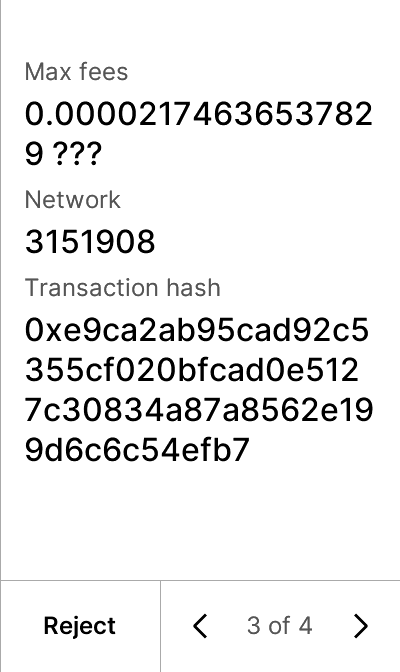 Max fees
0.0000217463653782
9 ???
Network
3151908
Transaction hash
0xe9ca2ab95cad92c5
355cf020bfcad0e512
7c30834a87a8562e19
9d6c6c54efb7
Reject
3 of 4